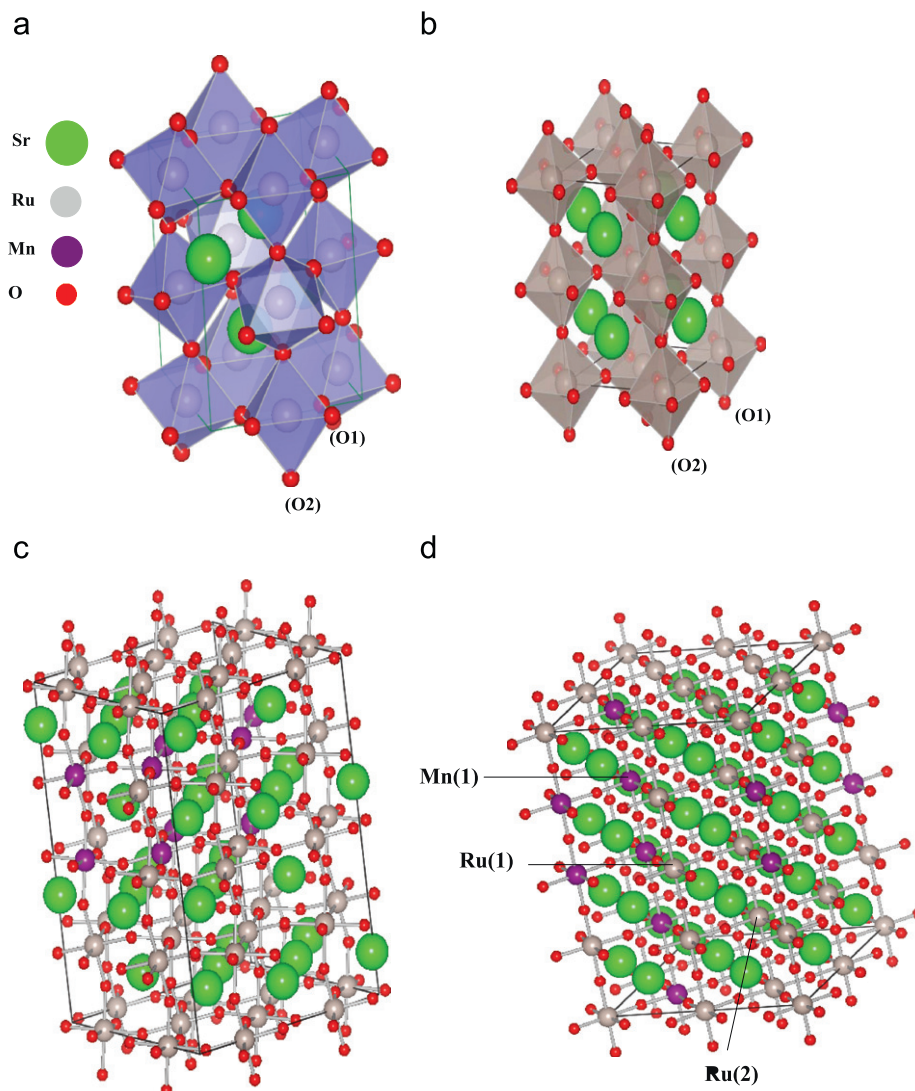 a
b
Sr
Ru
Mn
O
(O1)
(O2)
(O1)
(O2)
c
d
Mn(1)
Ru(1)
Ru(2)